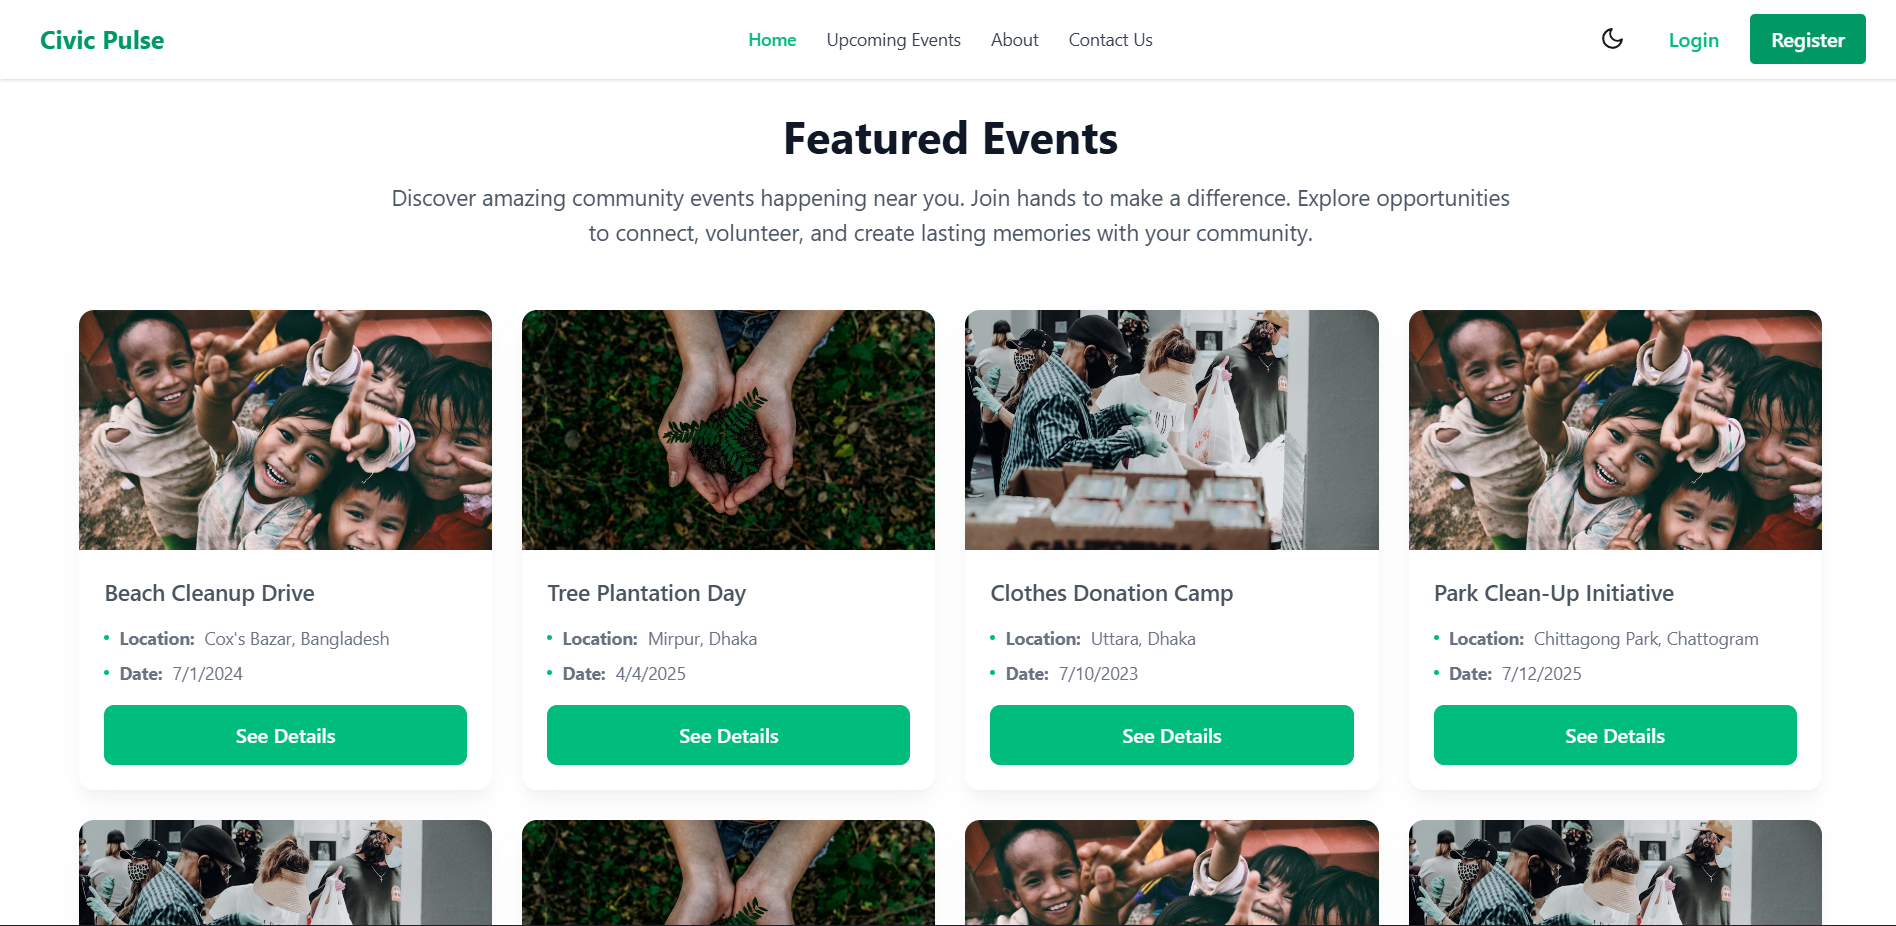 Civic Pulse
Home
Upcoming Events
About
Contact Us
Login
Register
Featured Events
Discover amazing community events happening near you. Join hands to make a difference. Explore opportunities
to connect, volunteer, and create lasting memories with your community.
Beach Cleanup Drive
Location: Cox's Bazar, Bangladesh
Date: 7/1/2024
See Details
Tree Plantation Day
Location: Mirpur, Dhaka
Date: 4/4/2025
See Details
Clothes Donation Camp
Location: Uttara, Dhaka
Date: 7/10/2023
See Details
Park Clean-Up Initiative
Location: Chittagong Park, Chattogram
Date: 7/12/2025
See Details